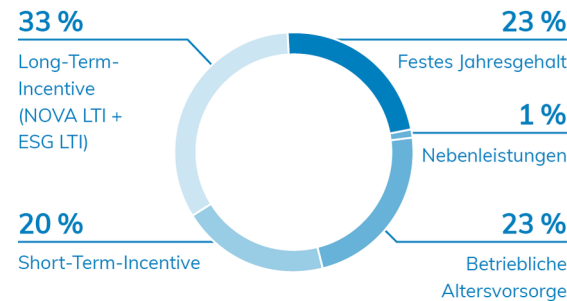 33 %
Long-Term-
Incentive
(NOVA LTI +
ESG LTI)
23 %
Festes Jahresgehalt
1 %
Nebenleistungen
20 %
Short-Term-Incentive
23 %
Betriebliche
Altersvorsorge